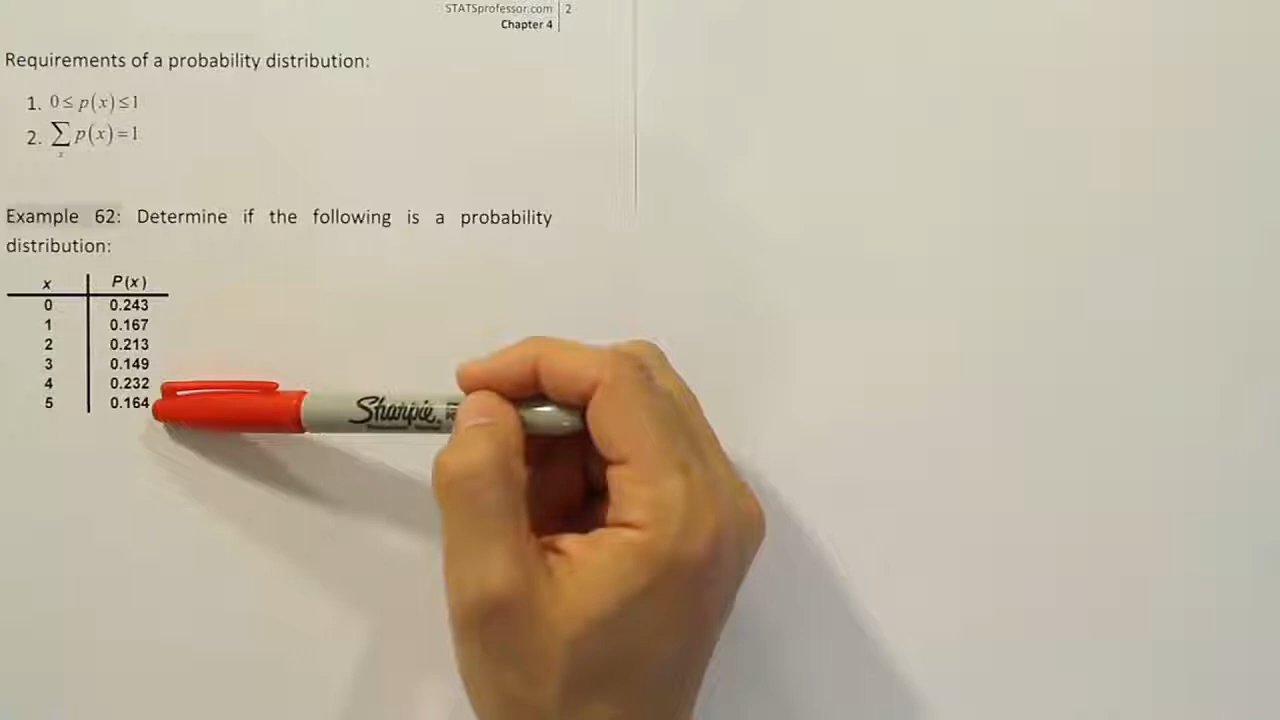 STATSprofessor.com 2
Chapter 4
Requirements of a probability distribution:
1. 0 ≤ p(x) ≤ 1
2. ∑ p(x) = 1
x
Example 62: Determine if the following is a probability
distribution:
x P(x)
0 0.243
1 0.167
2 0.213
3 0.149
4 0.232
5 0.164
Sharpie